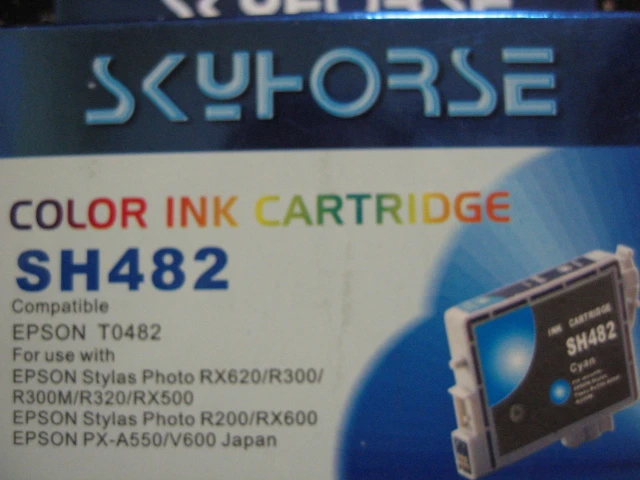 SKYHORSE
SKYHORSE
COLOR INK CARTRIDGE
SH482
Compatible
EPSON T0482
For use with
EPSON Stylas Photo RX620/R300/
R300M/R320/RX500
EPSON Stylas Photo R200/RX600
EPSON PX-A550/V600 Japan
INK CARTRIDGE
SH482
Cyan